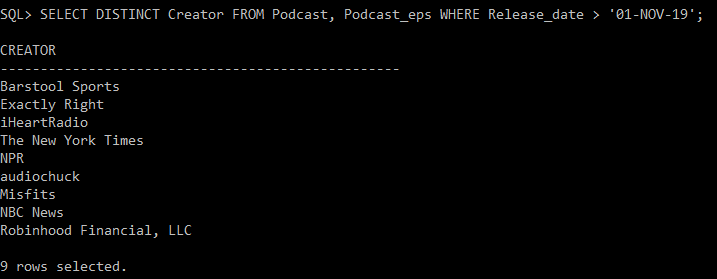 SQL> SELECT DISTINCT Creator FROM Podcast, Podcast_eps WHERE Release_date > '01-NOV-19';
CREATOR
--------------------------------------------------
Barstool Sports
Exactly Right
iHeartRadio
The New York Times
NPR
audiochuck
Misfits
NBC News
Robinhood Financial, LLC
9 rows selected.